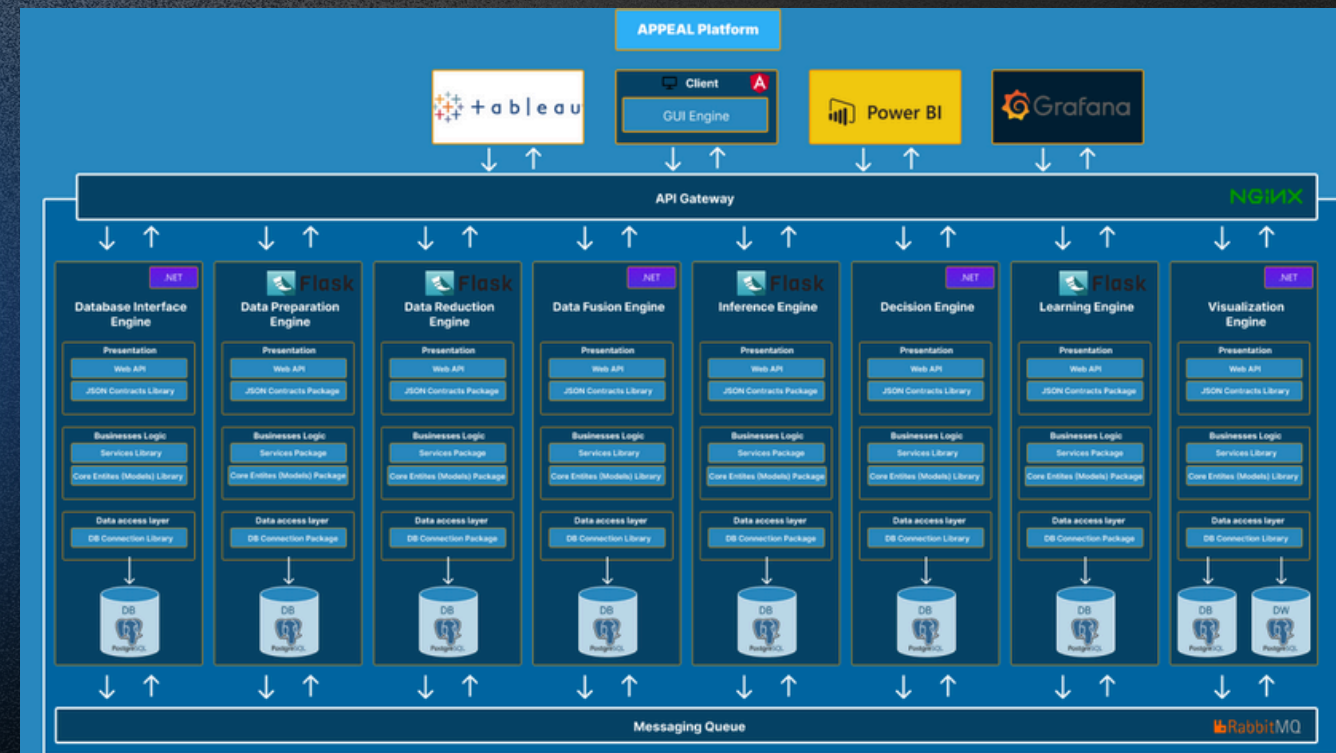 APPEAL Platform
+ a b | e a u
Client
GUI Engine
Power BI
Grafana
API Gateway
NGINX
.NET
Database Interface
Engine
Presentation
Web API
JSON Contracts Library
Businesses Logic
Services Library
Core Entites (Models) Library
Data access layer
DB Connection Library
DB
PostgreSQL
Flask
Data Preparation
Engine
Presentation
Web API
JSON Contracts Package
Businesses Logic
Services Package
Core Entites (Models) Package
Data access layer
DB Connection Package
DB
PostgreSQL
Flask
Data Reduction
Engine
Presentation
Web API
JSON Contracts Package
Businesses Logic
Services Package
Core Entites (Models) Package
Data access layer
DB Connection Package
DB
PostgreSQL
.NET
Data Fusion Engine
Presentation
Web API
JSON Contracts Library
Businesses Logic
Services Library
Core Entites (Models) Library
Data access layer
DB Connection Library
DB
PostgreSQL
Flask
Inference Engine
Presentation
Web API
JSON Contracts Package
Businesses Logic
Services Package
Core Entites (Models) Package
Data access layer
DB Connection Package
DB
PostgreSQL
.NET
Decision Engine
Presentation
Web API
JSON Contracts Library
Businesses Logic
Services Library
Core Entites (Models) Library
Data access layer
DB Connection Library
DB
PostgreSQL
Flask
Learning Engine
Presentation
Web API
JSON Contracts Package
Businesses Logic
Services Package
Core Entites (Models) Package
Data access layer
DB Connection Package
DB
PostgreSQL
.NET
Visualization
Engine
Presentation
Web API
JSON Contracts Library
Businesses Logic
Services Library
Core Entites (Models) Library
Data access layer
DB Connection Library
DB
PostgreSQL
DW
PostgreSQL
Messaging Queue
RabbitMQ